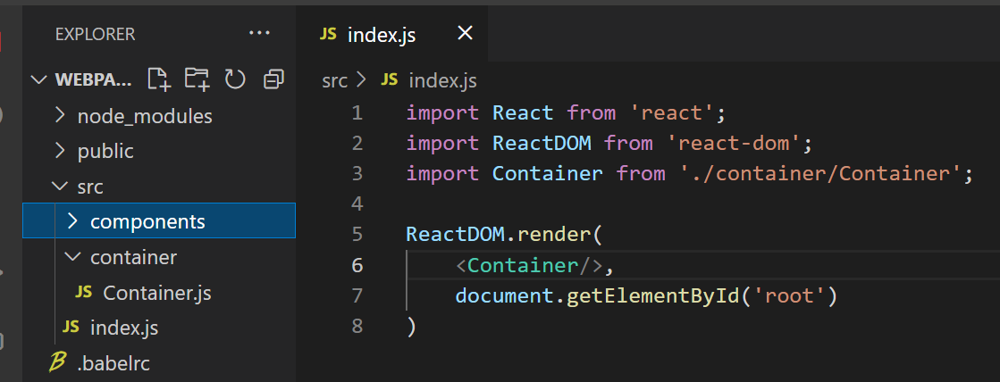 EXPLORER
WEBPA...
node_modules
public
src
components
container
JS Container.js
JS index.js
.babelrc
JS index.js
src > JS index.js
1 import React from 'react';
2 import ReactDOM from 'react-dom';
3 import Container from './container/Container';
4
5 ReactDOM.render(
6 <Container/>,
7 document.getElementById('root')
8 )